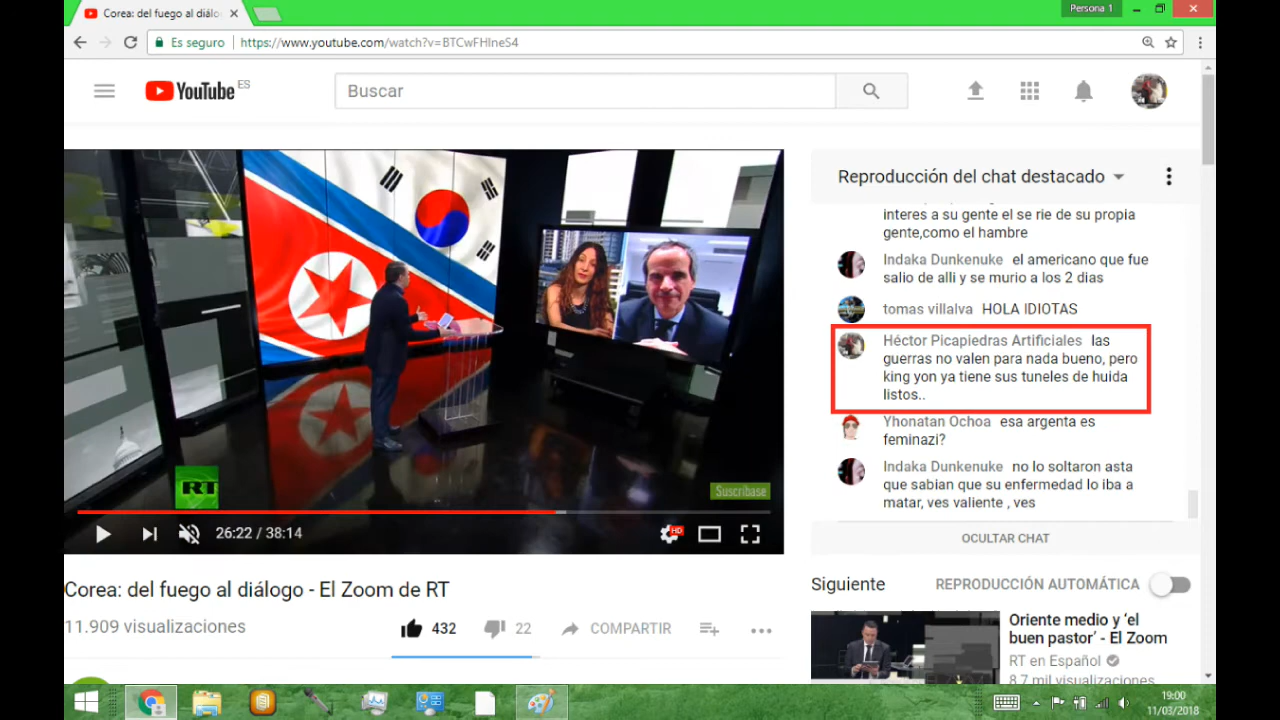 Corea: del fuego al diálo
Persona 1
Es seguro
https://www.youtube.com/watch?v=BTCwFHIneS4
YouTube ES
Buscar
Reproducción del chat destacado
interes a su gente el se rie de su propia
gente,como el hambre
Indaka Dunkenuke el americano que fue
salio de alli y se murio a los 2 dias
tomas villalva HOLA IDIOTAS
Héctor Picapiedras Artificiales las
guerras no valen para nada bueno, pero
king yon ya tiene sus tuneles de huida
listos..
Yhonatan Ochoa esa argenta es
feminazi?
Indaka Dunkenuke no lo soltaron asta
que sabian que su enfermedad lo iba a
matar, ves valiente , ves
OCULTAR CHAT
RT
Suscríbase
26:22 / 38:14
HD
Corea: del fuego al diálogo - El Zoom de RT
11.909 visualizaciones
432
22
COMPARTIR
Siguiente
REPRODUCCIÓN AUTOMÁTICA
Oriente medio y ‘el
buen pastor’ - El Zoom
RT en Español
8,7 mil visualizaciones
19:00
11/03/2018